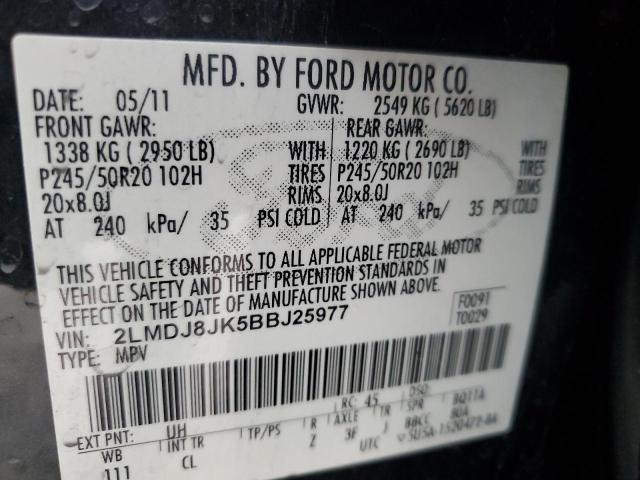 MFD. BY FORD MOTOR CO.
DATE: 05/11 GVWR: 2549 KG ( 5620 LB)
FRONT GAWR: REAR GAWR:
1338 KG ( 2950 LB) WITH 1220 KG ( 2690 LB) WITH
P245/50R20 102H TIRES P245/50R20 102H TIRES
20x8.0J RIMS 20x8.0J RIMS
AT 240 kPa/ 35 PSI COLD AT 240 kPa/ 35 PSI COLD
THIS VEHICLE CONFORMS TO ALL APPLICABLE FEDERAL MOTOR
VEHICLE SAFETY AND THEFT PREVENTION STANDARDS IN
EFFECT ON THE DATE OF MANUFACTURE SHOWN ABOVE.
VIN: 2LMDJ8JK5BBJ25977 F0091
TYPE: MPV T0029
RC: 45 DSO:
EXT PNT: UH R AXLE TR SPR BQTTA
WB INT TR TP/PS Z 3F J BBCC BDA
111 CL UTC